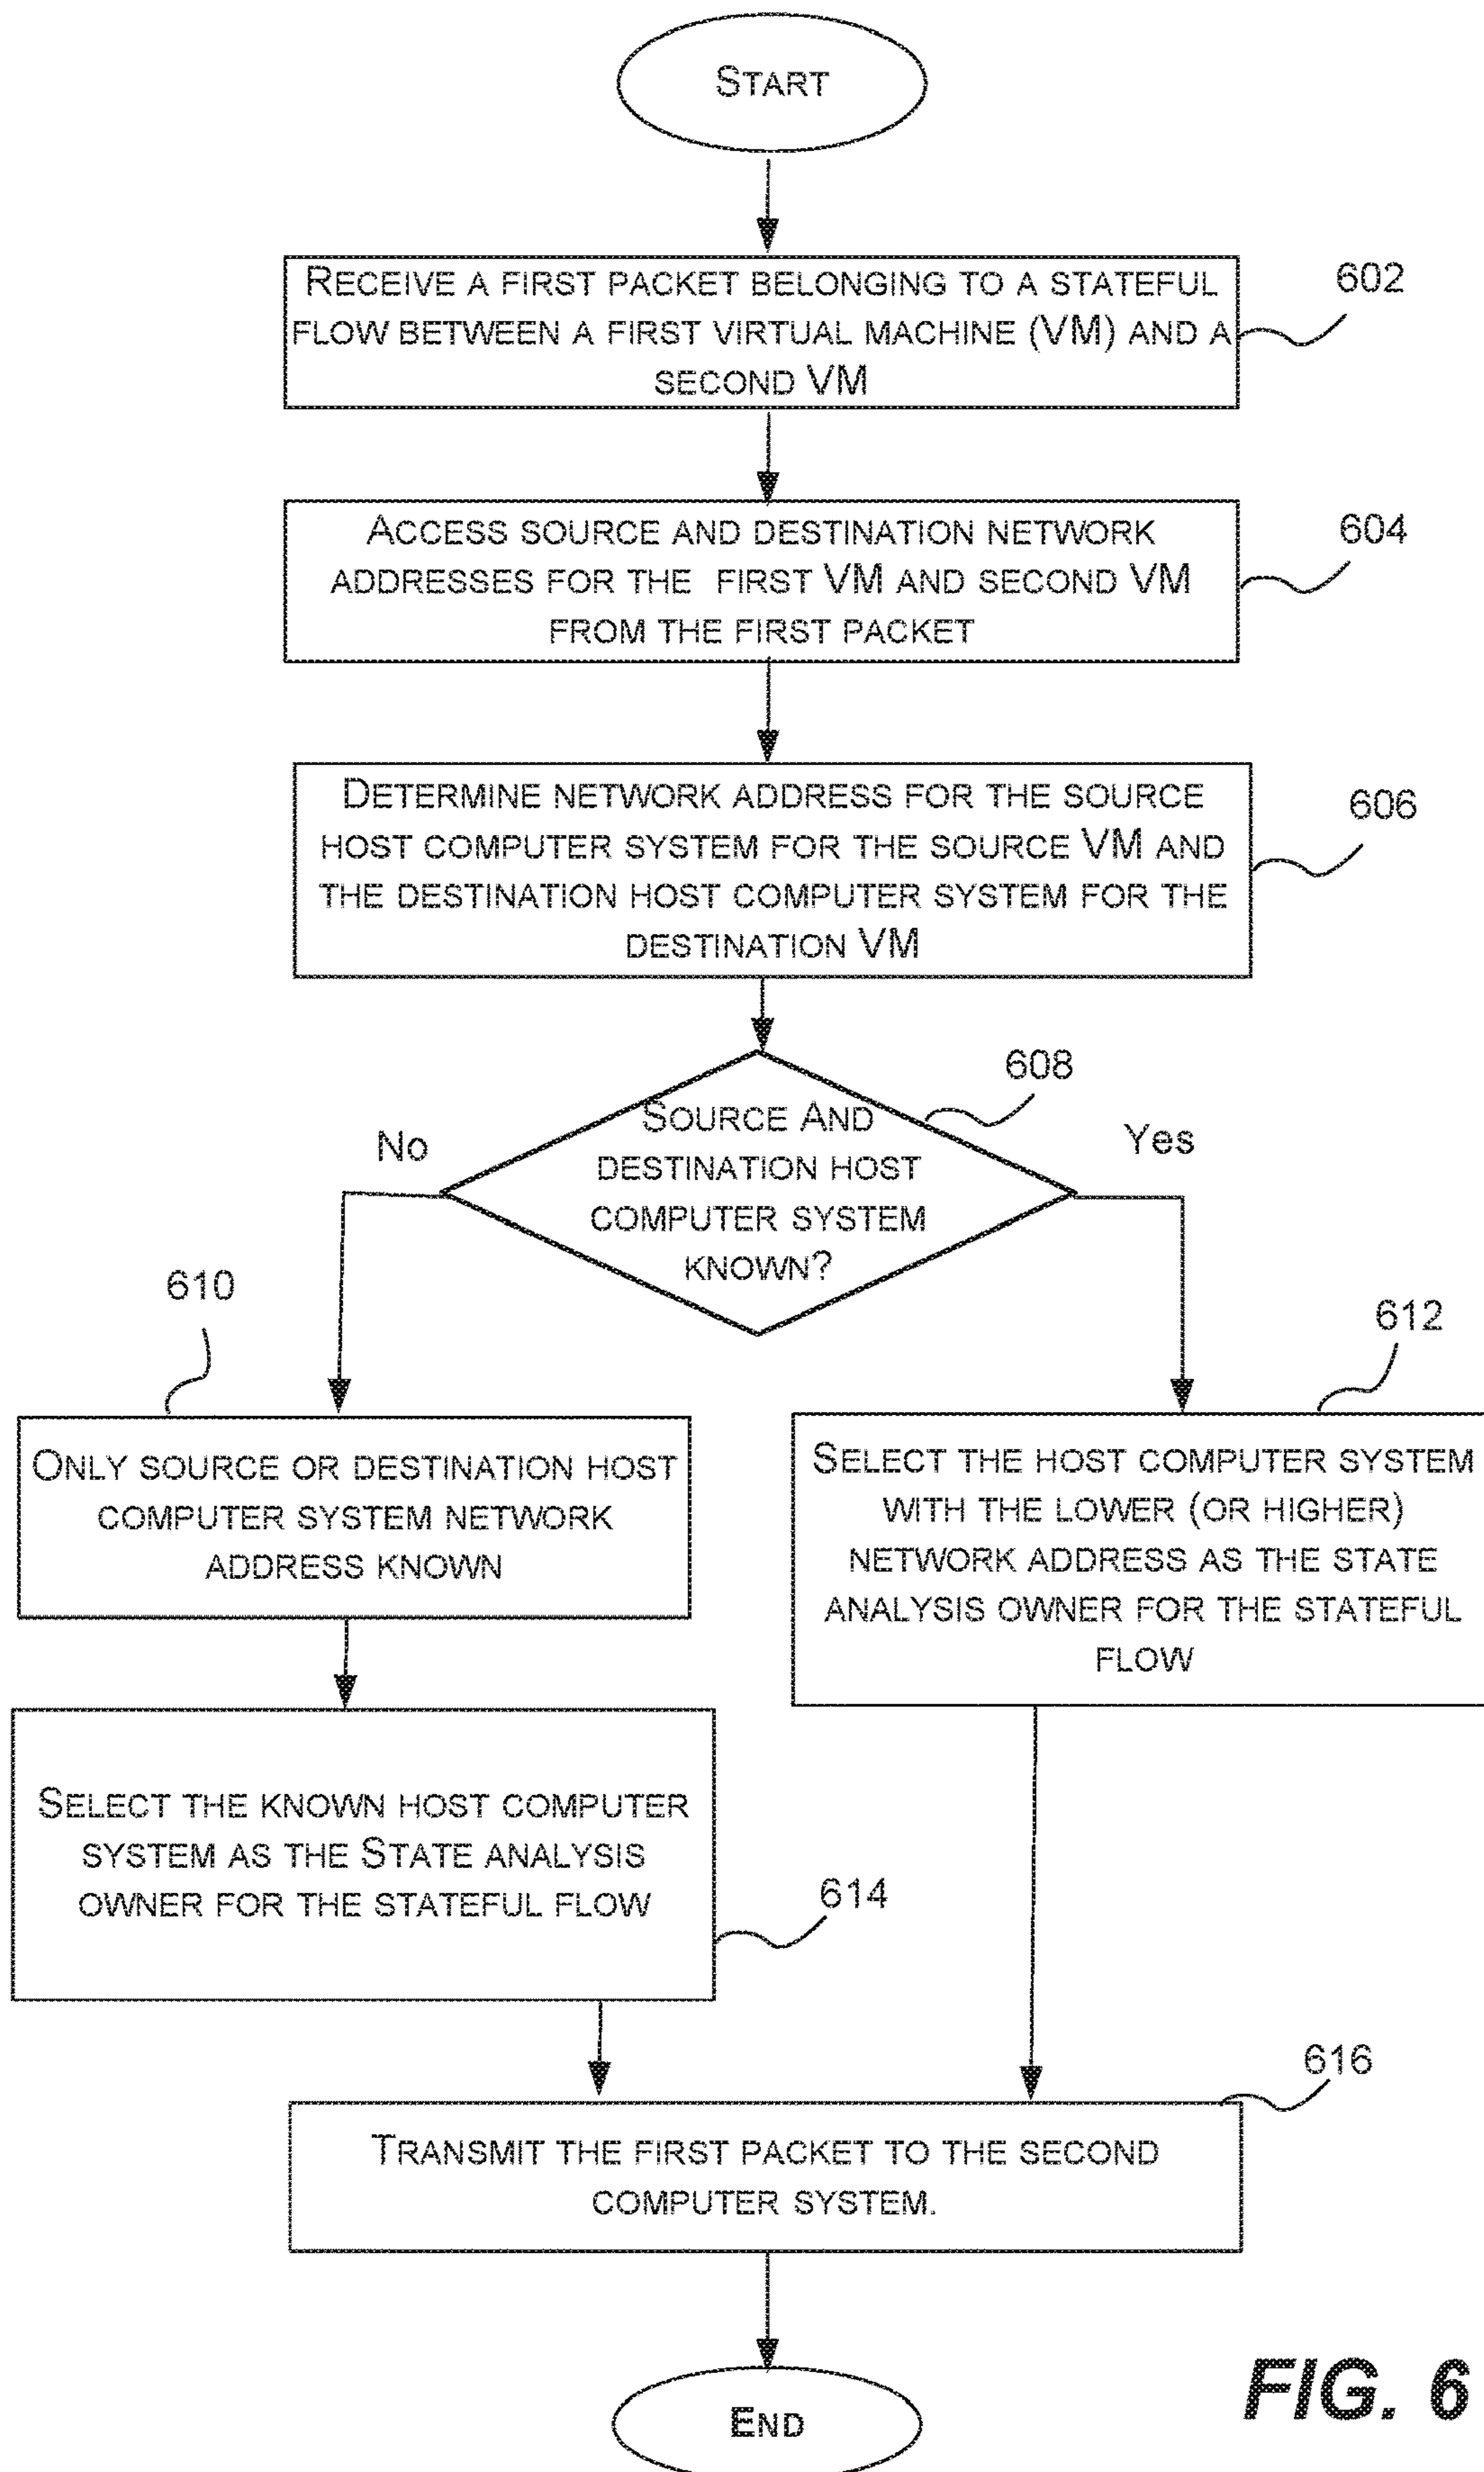 START
RECEIVE A FIRST PACKET BELONGING TO A STATEFUL
FLOW BETWEEN A FIRST VIRTUAL MACHINE (VM) AND A
SECOND VM
602
ACCESS SOURCE AND DESTINATION NETWORK
ADDRESSES FOR THE FIRST VM AND SECOND VM
FROM THE FIRST PACKET
604
DETERMINE NETWORK ADDRESS FOR THE SOURCE
HOST COMPUTER SYSTEM FOR THE SOURCE VM AND
THE DESTINATION HOST COMPUTER SYSTEM FOR THE
DESTINATION VM
606
608
SOURCE AND
DESTINATION HOST
COMPUTER SYSTEM
KNOWN?
No
Yes
610
ONLY SOURCE OR DESTINATION HOST
COMPUTER SYSTEM NETWORK
ADDRESS KNOWN
612
SELECT THE HOST COMPUTER SYSTEM
WITH THE LOWER (OR HIGHER)
NETWORK ADDRESS AS THE STATE
ANALYSIS OWNER FOR THE STATEFUL
FLOW
SELECT THE KNOWN HOST COMPUTER
SYSTEM AS THE STATE ANALYSIS
OWNER FOR THE STATEFUL FLOW
614
616
TRANSMIT THE FIRST PACKET TO THE SECOND
COMPUTER SYSTEM.
END
FIG. 6